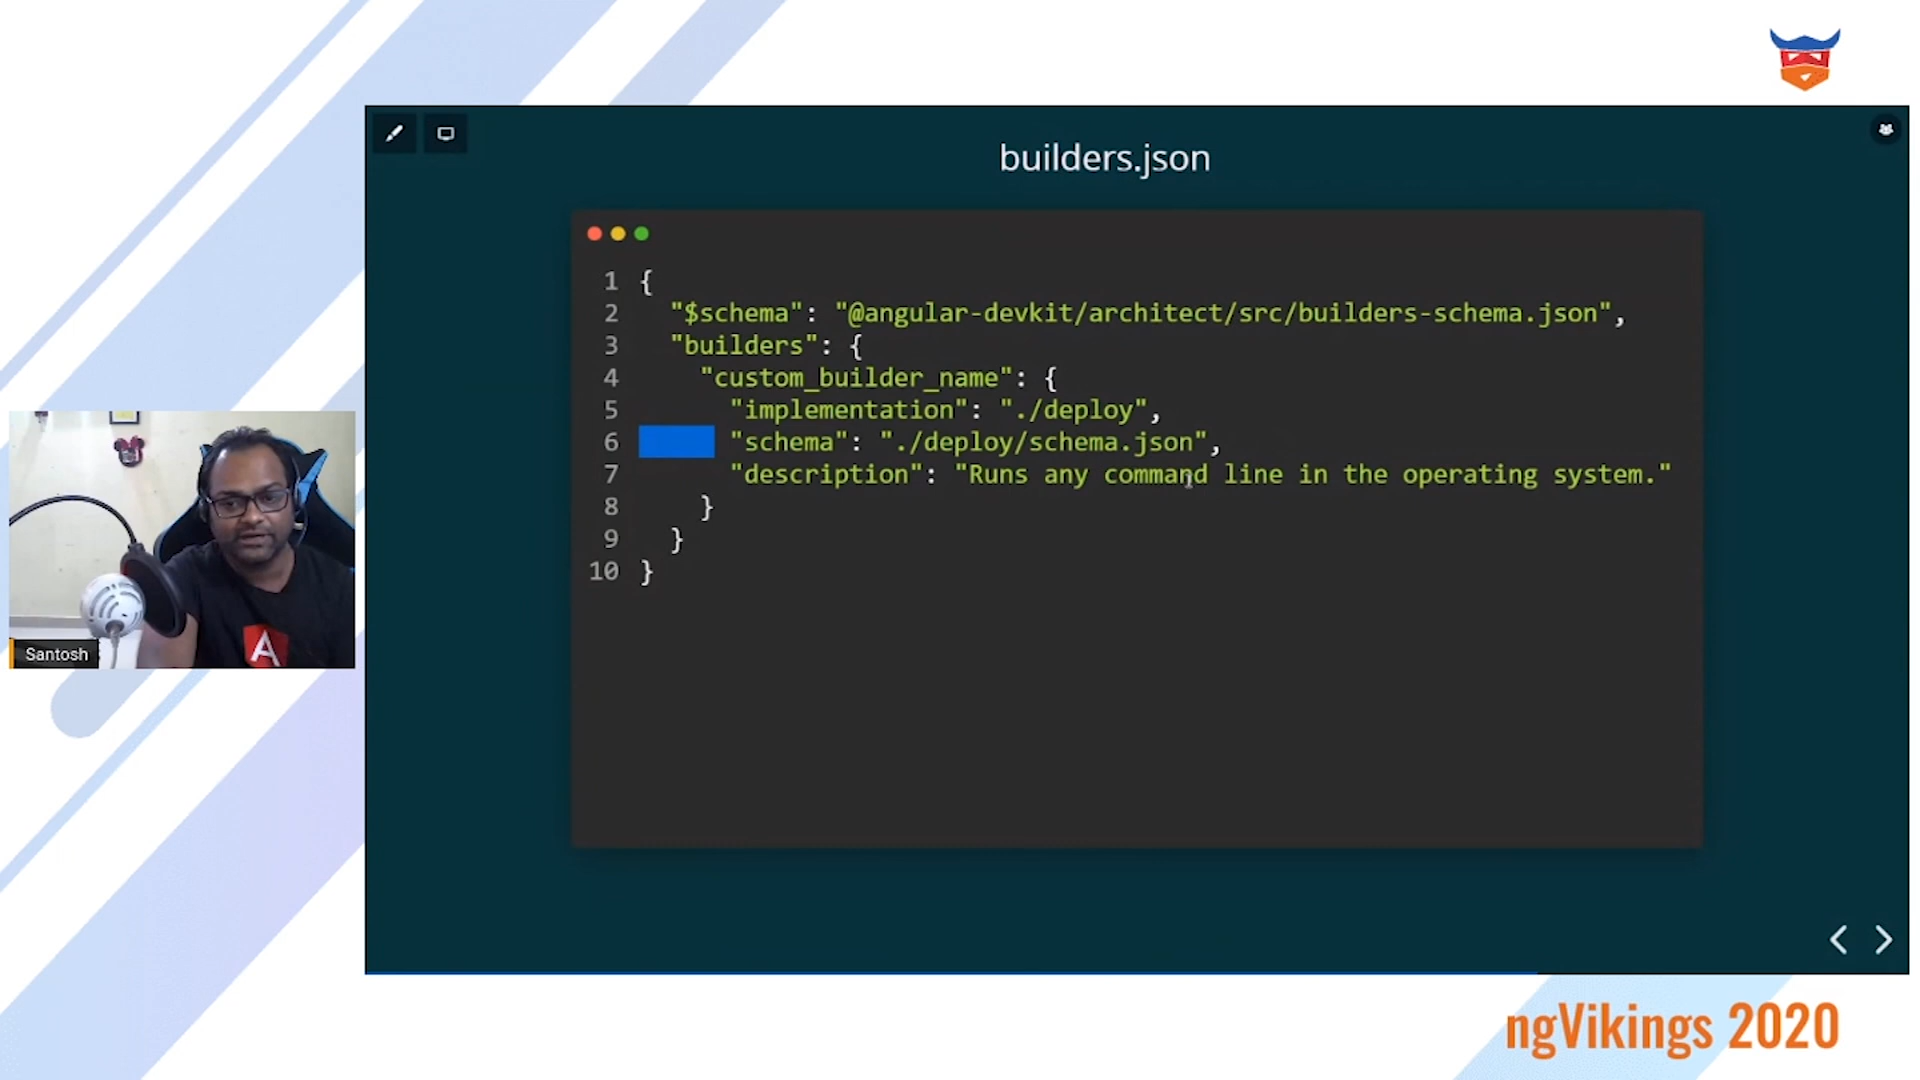 builders.json
1 {
2 "$schema": "@angular-devkit/architect/src/builders-schema.json",
3 "builders": {
4 "custom_builder_name": {
5 "implementation": "./deploy",
6 "schema": "./deploy/schema.json",
7 "description": "Runs any command line in the operating system."
8 }
9 }
10 }
Santosh
A
ngVikings 2020